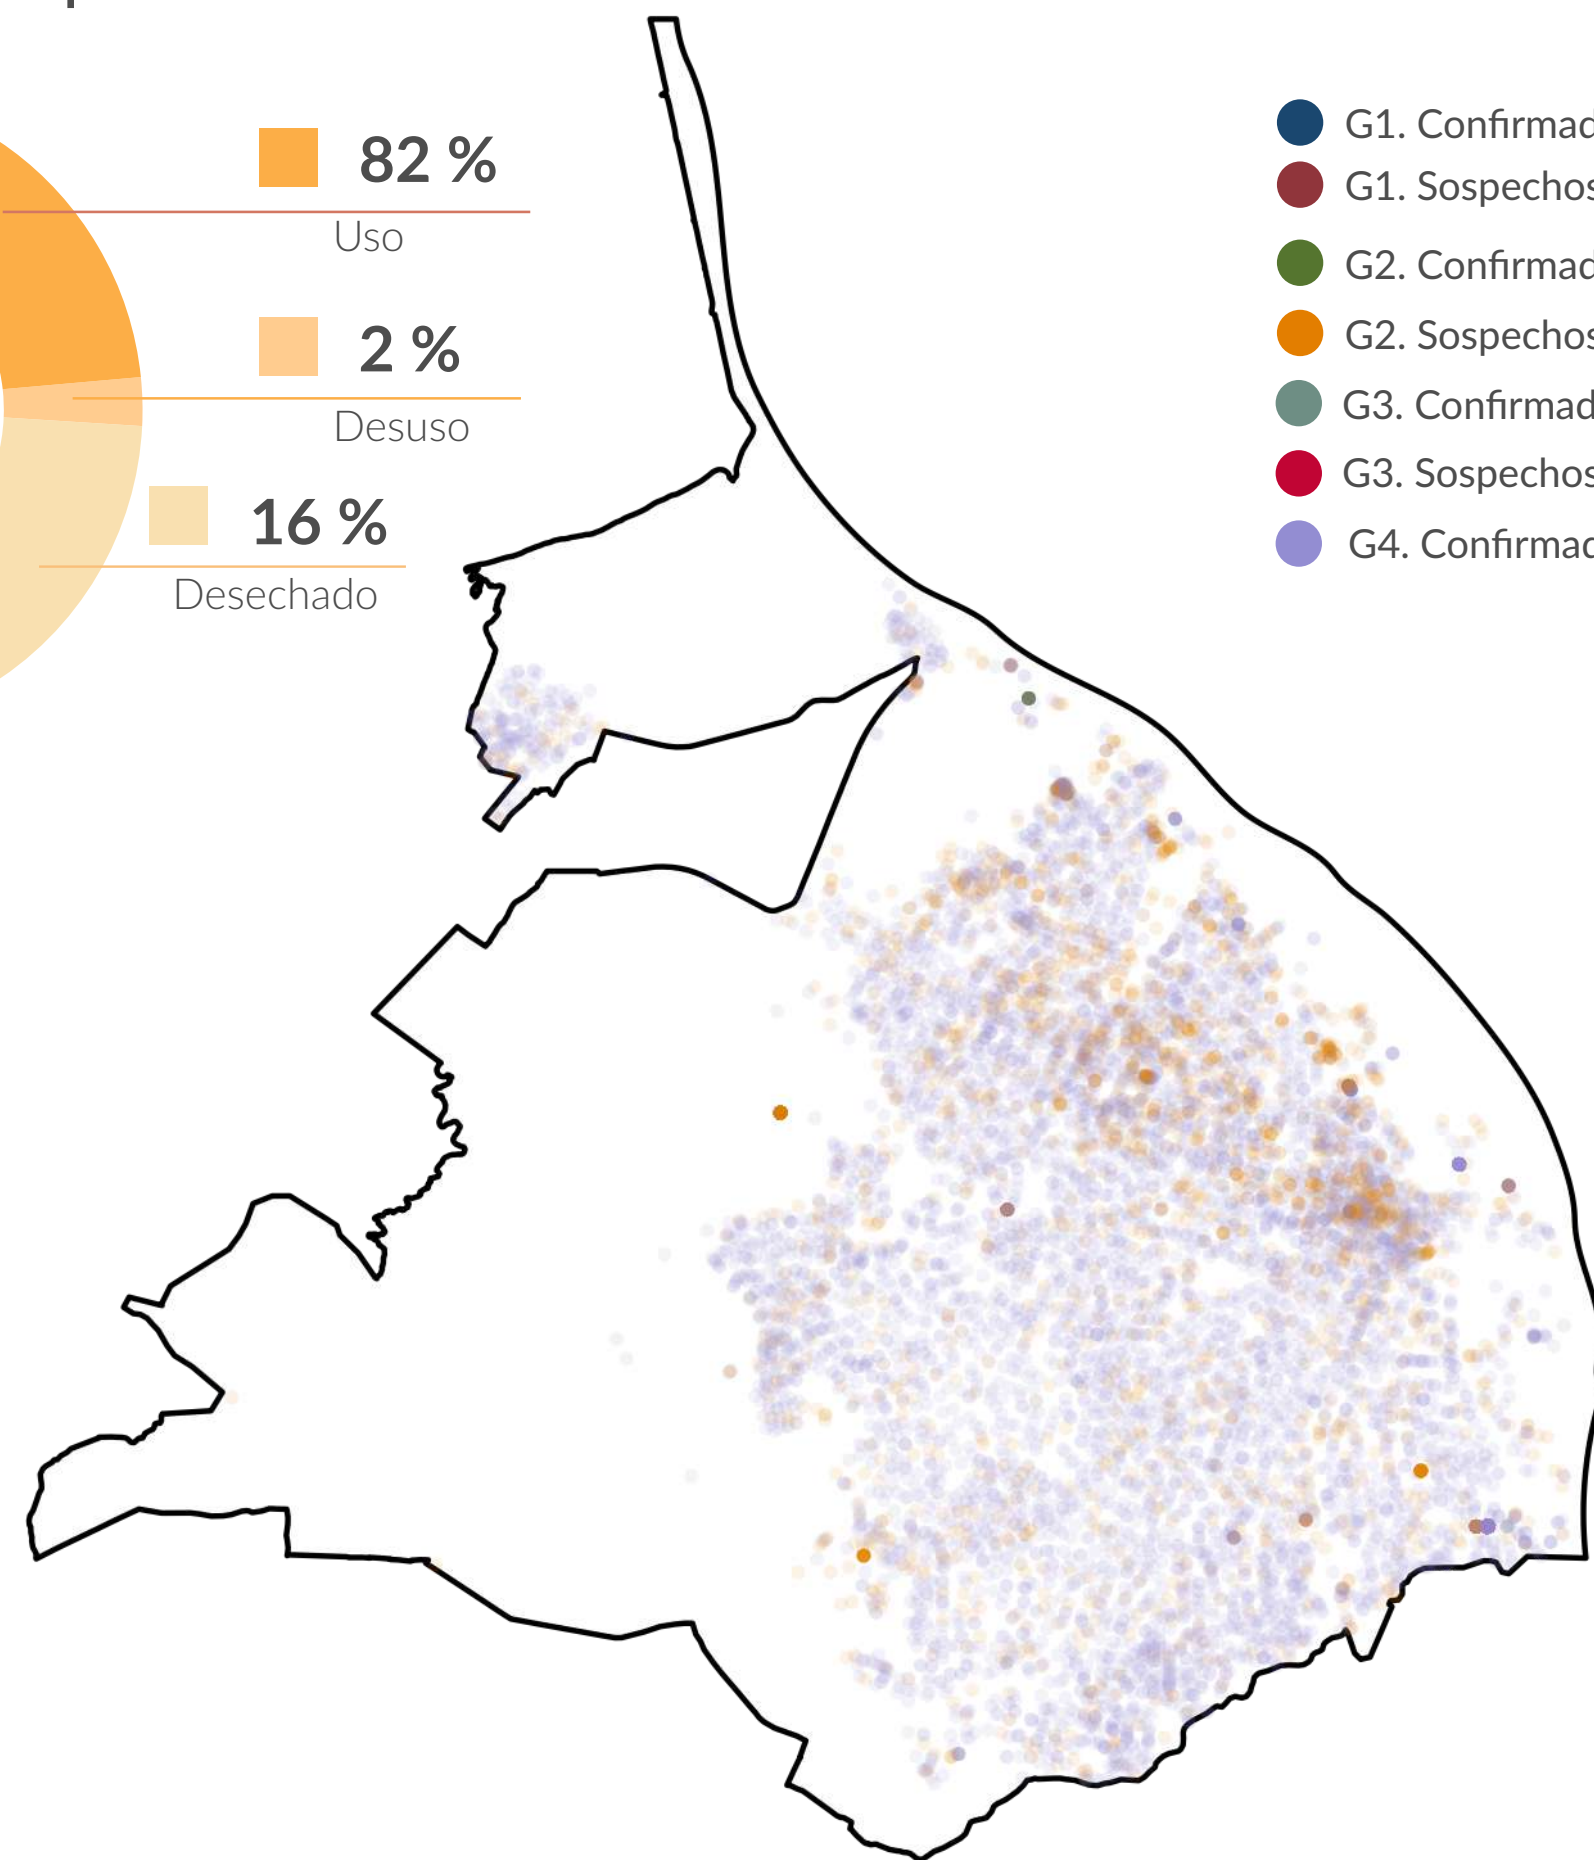 82 %
Uso
2 %
Desuso
16 %
Desechado
G1. Confirmad
G1. Sospechos
G2. Confirmad
G2. Sospechos
G3. Confirmad
G3. Sospechos
G4. Confirmad